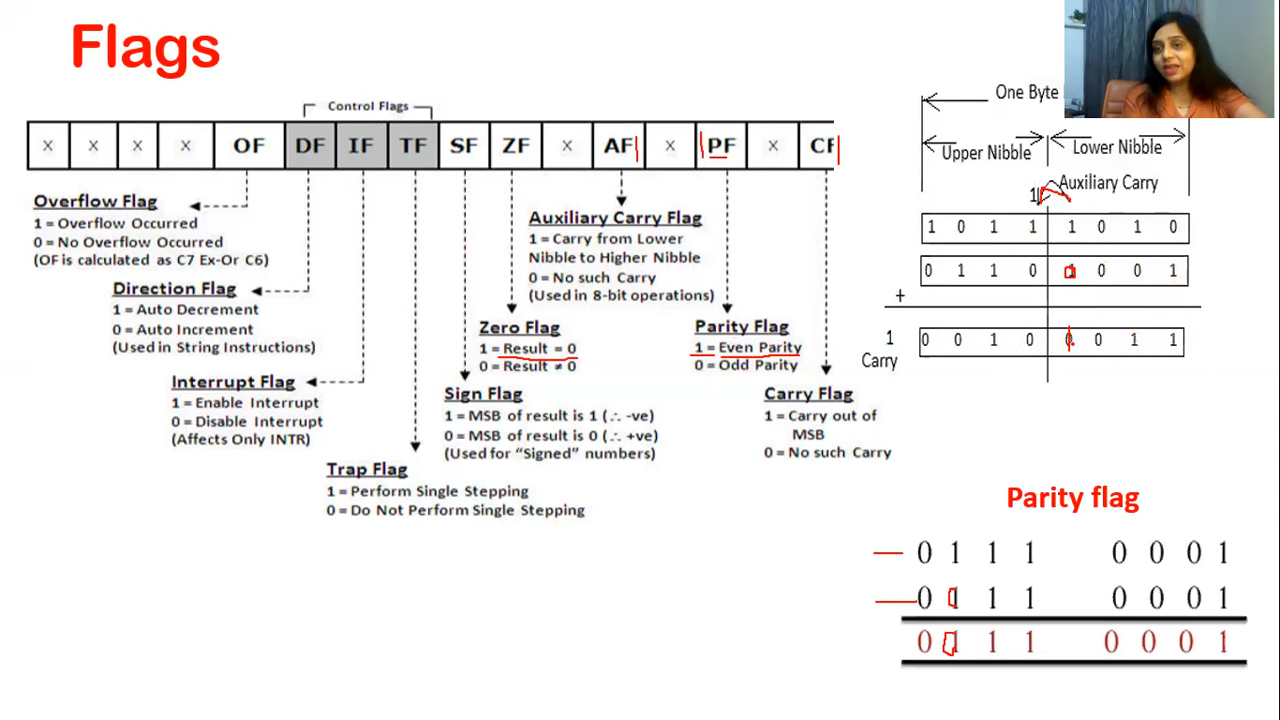 Flags
Control Flags
x x x x OF DF IF TF SF ZF x AF x PF x CF
Overflow Flag
1 = Overflow Occurred
0 = No Overflow Occurred
(OF is calculated as C7 Ex-Or C6)
Direction Flag
1 = Auto Decrement
0 = Auto Increment
(Used in String Instructions)
Interrupt Flag
1 = Enable Interrupt
0 = Disable Interrupt
(Affects Only INTR)
Trap Flag
1 = Perform Single Stepping
0 = Do Not Perform Single Stepping
Sign Flag
1 = MSB of result is 1 (∴ -ve)
0 = MSB of result is 0 (∴ +ve)
(Used for “Signed” numbers)
Zero Flag
1 = Result = 0
0 = Result ≠ 0
Auxiliary Carry Flag
1 = Carry from Lower
Nibble to Higher Nibble
0 = No such Carry
(Used in 8-bit operations)
Parity Flag
1 = Even Parity
0 = Odd Parity
Carry Flag
1 = Carry out of
MSB
0 = No such Carry
One Byte
Upper Nibble Lower Nibble
Auxiliary Carry
1
1 0 1 1 1 0 1 0
0 1 1 0 1 0 0 1
+
1 0 0 1 0 0 0 1 1
Carry
Parity flag
0 1 1 1 0 0 0 1
0 1 1 1 0 0 0 1
0 1 1 1 0 0 0 1